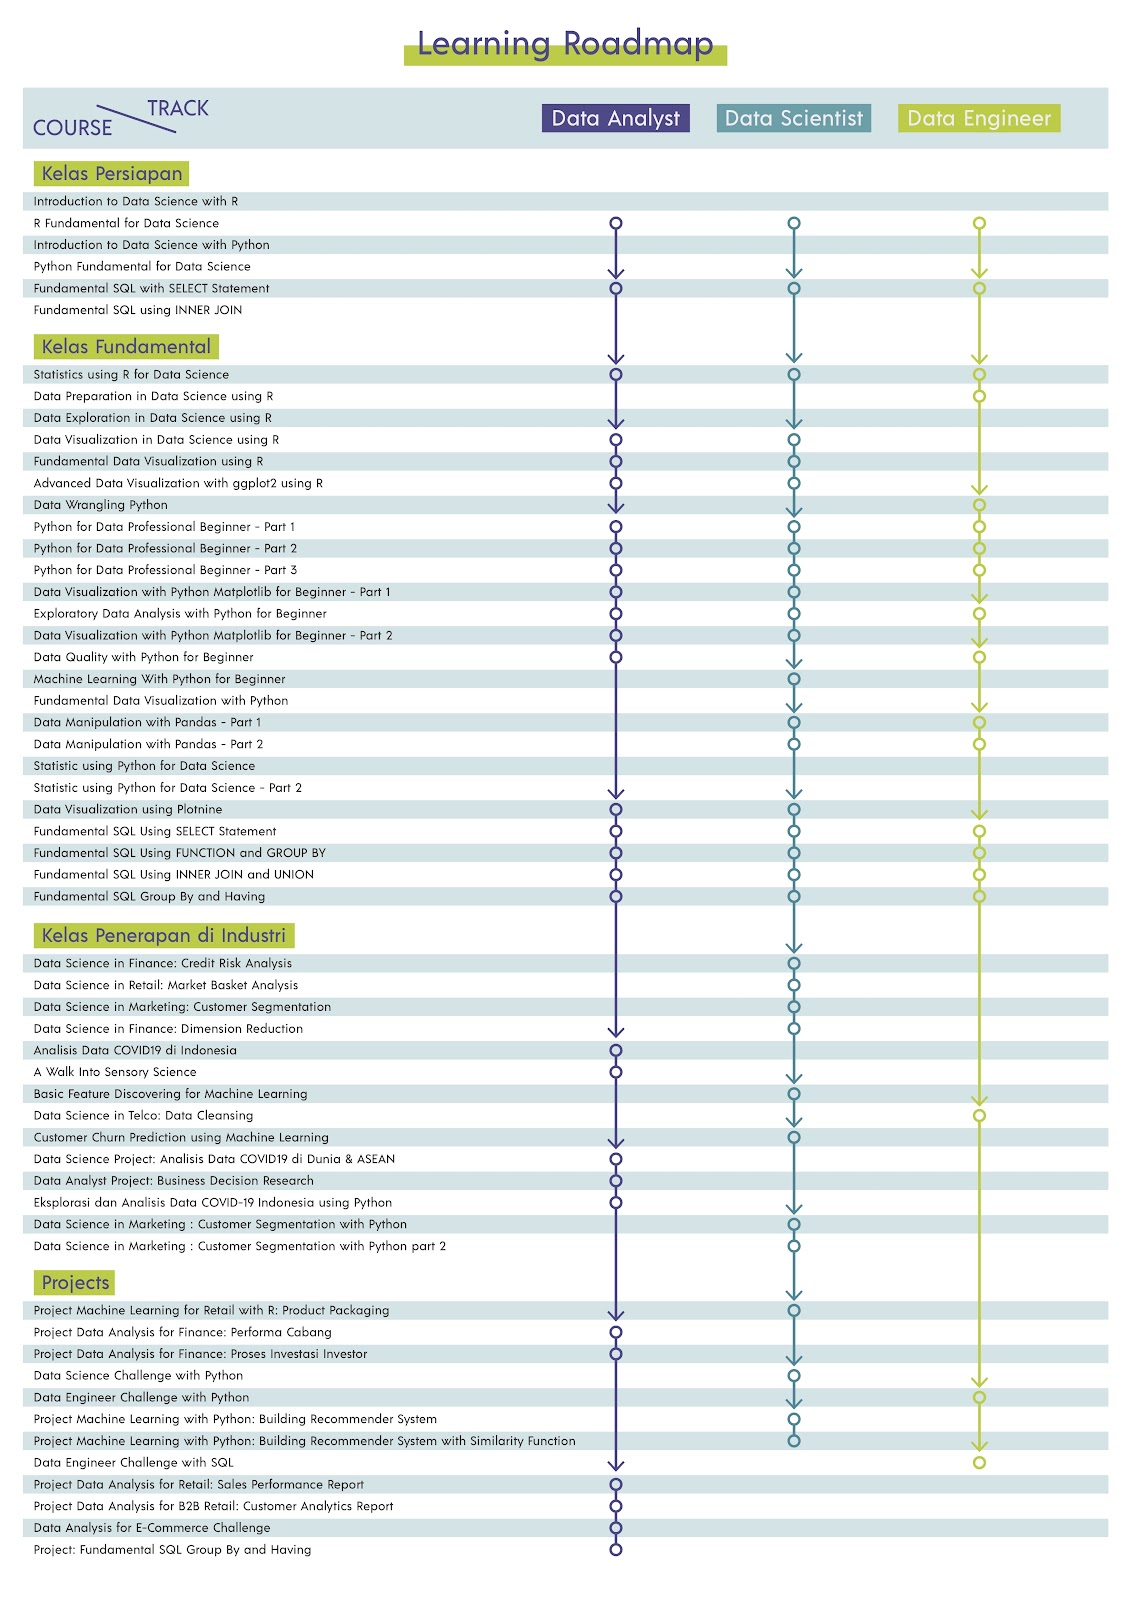 Learning Roadmap
TRACK
COURSE
Data Analyst
Data Scientist
Data Engineer
Kelas Persiapan
Introduction to Data Science with R
R Fundamental for Data Science
Introduction to Data Science with Python
Python Fundamental for Data Science
Fundamental SQL with SELECT Statement
Fundamental SQL using INNER JOIN
Kelas Fundamental
Statistics using R for Data Science
Data Preparation in Data Science using R
Data Exploration in Data Science using R
Data Visualization in Data Science using R
Fundamental Data Visualization using R
Advanced Data Visualization with ggplot2 using R
Data Wrangling Python
Python for Data Professional Beginner - Part 1
Python for Data Professional Beginner - Part 2
Python for Data Professional Beginner - Part 3
Data Visualization with Python Matplotlib for Beginner - Part 1
Exploratory Data Analysis with Python for Beginner
Data Visualization with Python Matplotlib for Beginner - Part 2
Data Quality with Python for Beginner
Machine Learning With Python for Beginner
Fundamental Data Visualization with Python
Data Manipulation with Pandas - Part 1
Data Manipulation with Pandas - Part 2
Statistic using Python for Data Science
Statistic using Python for Data Science - Part 2
Data Visualization using Plotnine
Fundamental SQL Using SELECT Statement
Fundamental SQL Using FUNCTION and GROUP BY
Fundamental SQL Using INNER JOIN and UNION
Fundamental SQL Group By and Having
Kelas Penerapan di Industri
Data Science in Finance: Credit Risk Analysis
Data Science in Retail: Market Basket Analysis
Data Science in Marketing: Customer Segmentation
Data Science in Finance: Dimension Reduction
Analisis Data COVID19 di Indonesia
A Walk Into Sensory Science
Basic Feature Discovering for Machine Learning
Data Science in Telco: Data Cleansing
Customer Churn Prediction using Machine Learning
Data Science Project: Analisis Data COVID19 di Dunia & ASEAN
Data Analyst Project: Business Decision Research
Eksplorasi dan Analisis Data COVID-19 Indonesia using Python
Data Science in Marketing : Customer Segmentation with Python
Data Science in Marketing : Customer Segmentation with Python part 2
Projects
Project Machine Learning for Retail with R: Product Packaging
Project Data Analysis for Finance: Performa Cabang
Project Data Analysis for Finance: Proses Investasi Investor
Data Science Challenge with Python
Data Engineer Challenge with Python
Project Machine Learning with Python: Building Recommender System
Project Machine Learning with Python: Building Recommender System with Similarity Function
Data Engineer Challenge with SQL
Project Data Analysis for Retail: Sales Performance Report
Project Data Analysis for B2B Retail: Customer Analytics Report
Data Analysis for E-Commerce Challenge
Project: Fundamental SQL Group By and Having